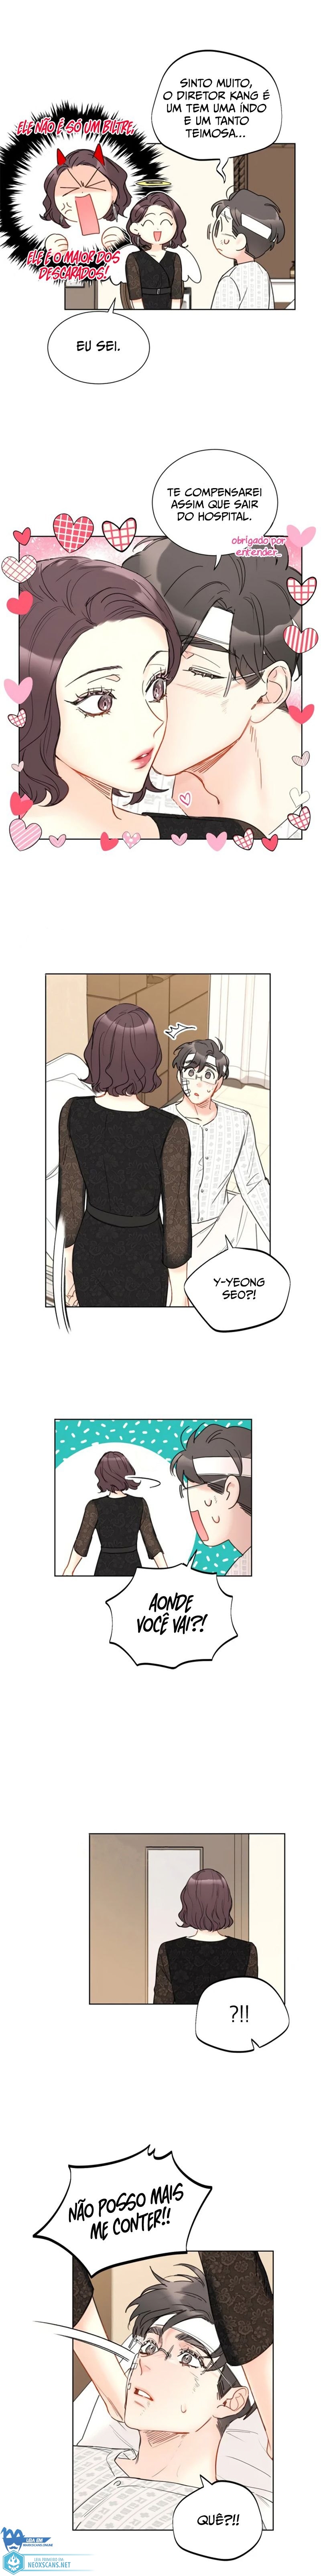 SINTO MUITO,
O DIRETOR KANG É
UM TEM UMA ÍNDO
E UM TANTO
TEIMOSA...
ELE NÃO É SÓ UM BILTRE,
ELE É O MAIOR DOS
DESCARADOS!
EU SEI.
TE COMPENSAREI
ASSIM QUE SAIR
DO HOSPITAL.
obrigado por
entender...
Y-YEONG
SEO?!
AONDE
VOCÊ VAI?!
?!!
NÃO POSSO MAIS
ME CONTER!!
QUÊ?!!
LEIA EM
NEOXSCANS.NET